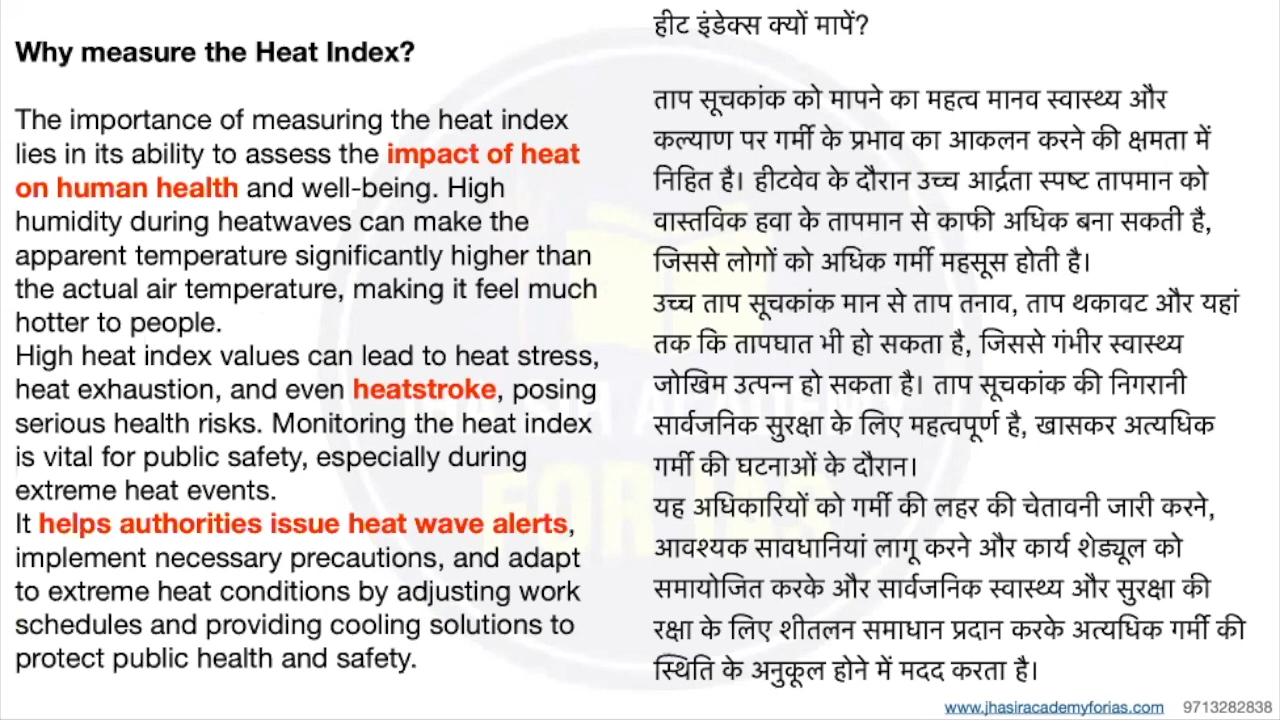 Why measure the Heat Index?
The importance of measuring the heat index
lies in its ability to assess the impact of heat
on human health and well-being. High
humidity during heatwaves can make the
apparent temperature significantly higher than
the actual air temperature, making it feel much
hotter to people.
High heat index values can lead to heat stress,
heat exhaustion, and even heatstroke, posing
serious health risks. Monitoring the heat index
is vital for public safety, especially during
extreme heat events.
It helps authorities issue heat wave alerts,
implement necessary precautions, and adapt
to extreme heat conditions by adjusting work
schedules and providing cooling solutions to
protect public health and safety.
हीट इंडेक्स क्यों मापें?
ताप सूचकांक को मापने का महत्व मानव स्वास्थ्य और
कल्याण पर गर्मी के प्रभाव का आकलन करने की क्षमता में
निहित है। हीटवेव के दौरान उच्च आर्द्रता स्पष्ट तापमान को
वास्तविक हवा के तापमान से काफी अधिक बना सकती है,
जिससे लोगों को अधिक गर्मी महसूस होती है।
उच्च ताप सूचकांक मान से ताप तनाव, ताप थकावट और यहां
तक कि तापघात भी हो सकता है, जिससे गंभीर स्वास्थ्य
जोखिम उत्पन्न हो सकता है। ताप सूचकांक की निगरानी
सार्वजनिक सुरक्षा के लिए महत्वपूर्ण है, खासकर अत्यधिक
गर्मी की घटनाओं के दौरान।
यह अधिकारियों को गर्मी की लहर की चेतावनी जारी करने,
आवश्यक सावधानियां लागू करने और कार्य शेड्यूल को
समायोजित करके और सार्वजनिक स्वास्थ्य और सुरक्षा की
रक्षा के लिए शीतलन समाधान प्रदान करके अत्यधिक गर्मी की
स्थिति के अनुकूल होने में मदद करता है।
www.jhasiracademyforias.com 9713282838